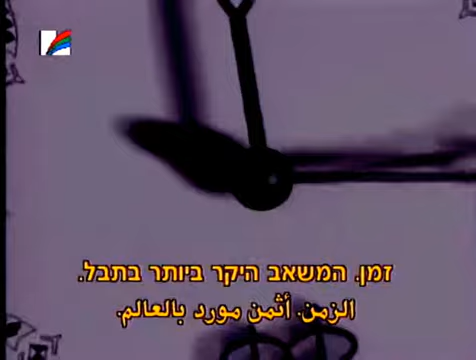 זמן. המשאב היקר ביותר בתבל.
الزمن. أثمن مورد بالعالم.